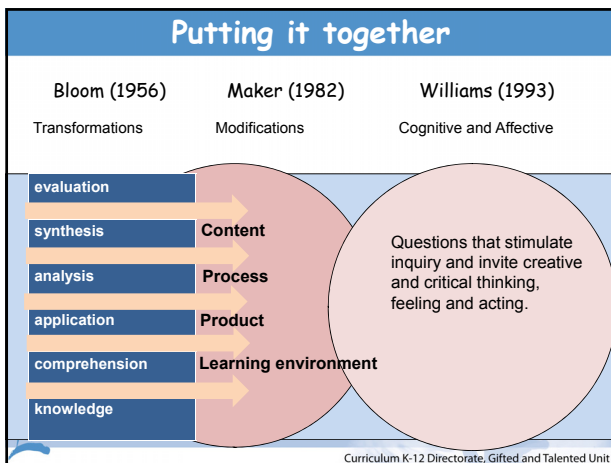 Putting it together
Bloom (1956)
Maker (1982)
Williams (1993)
Transformations
Modifications
Cognitive and Affective
evaluation
synthesis
analysis
application
comprehension
knowledge
Content
Process
Product
Learning environment
Questions that stimulate
inquiry and invite creative
and critical thinking,
feeling and acting.
Curriculum K-12 Directorate, Gifted and Talented Unit